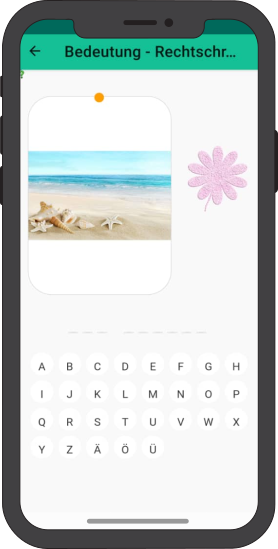 Bedeutung - Rechtschr...
?
A B C D E F G H
I J K L M N O P
Q R S T U V W X
Y Z Ä Ö Ü